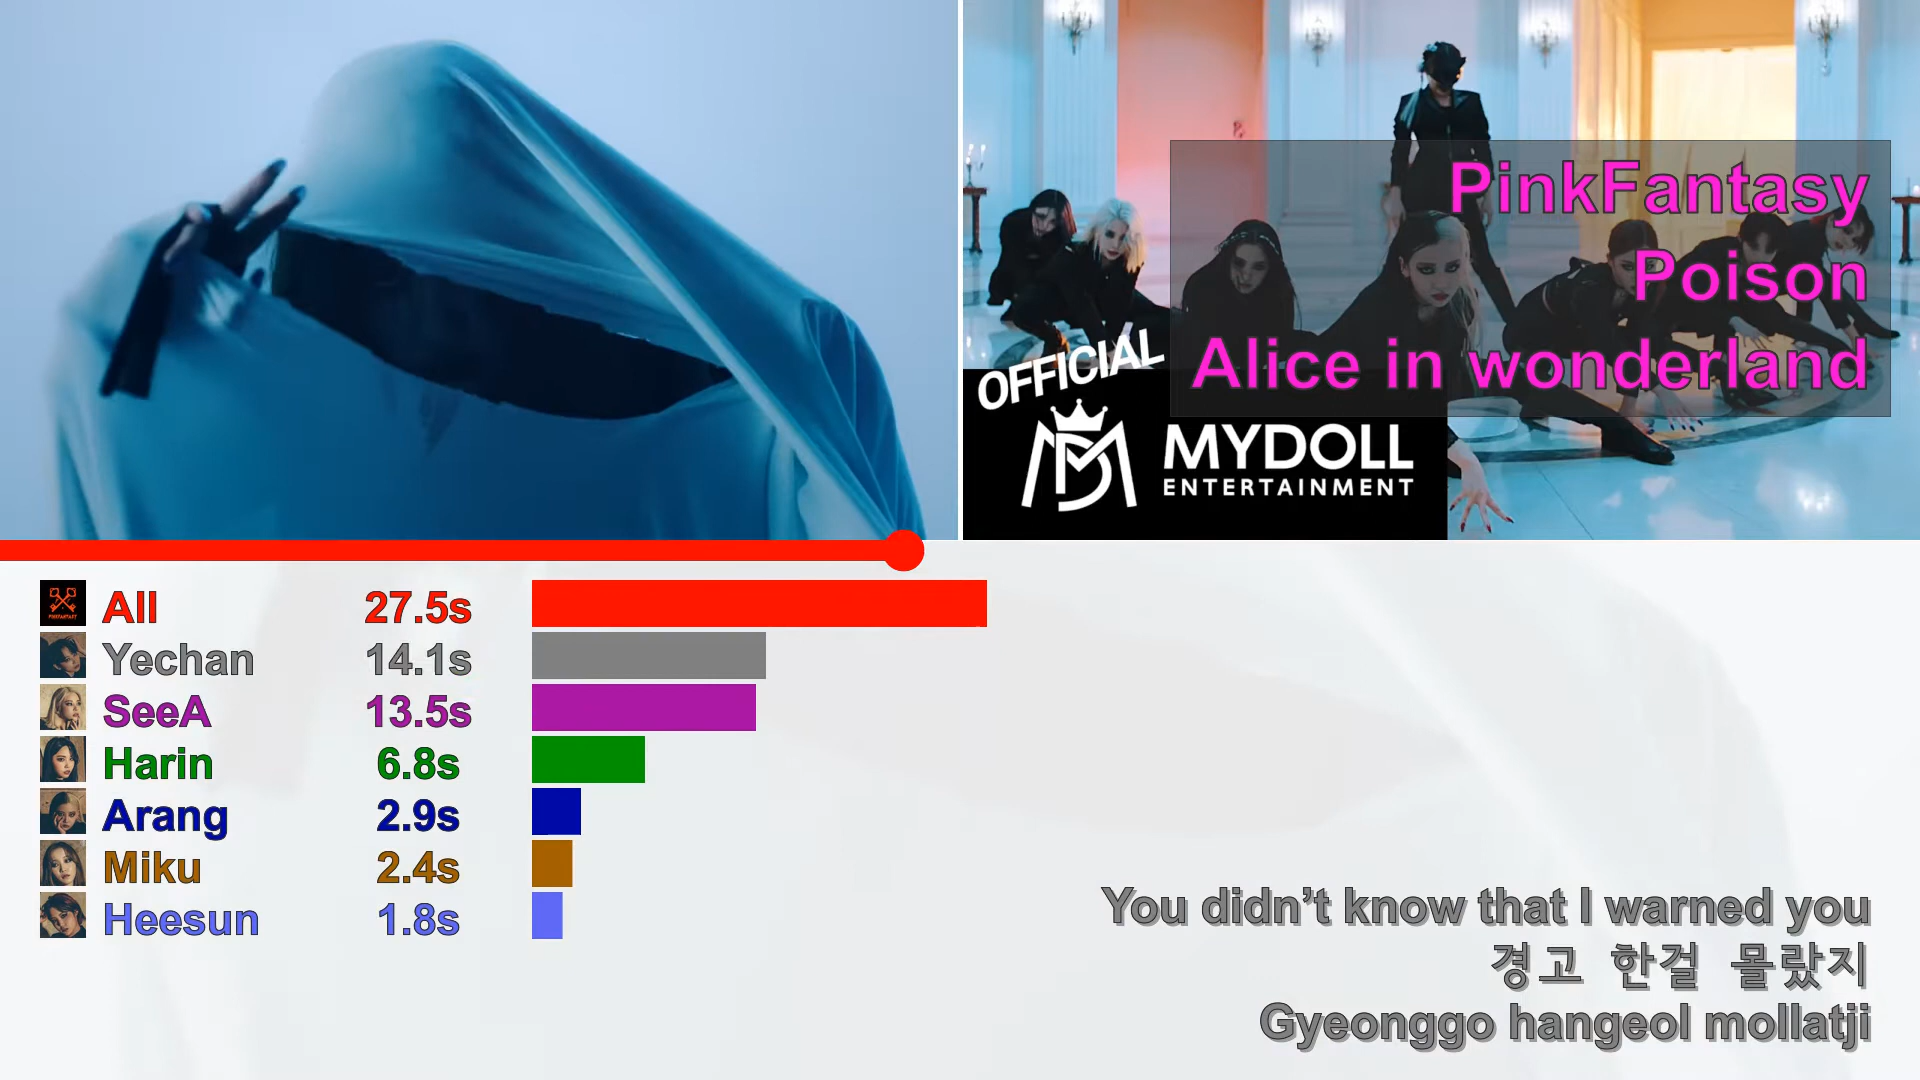 PinkFantasy
Poison
Alice in wonderland
OFFICIAL
MYDOLL
ENTERTAINMENT
All 27.5s
Yechan 14.1s
SeeA 13.5s
Harin 6.8s
Arang 2.9s
Miku 2.4s
Heesun 1.8s
You didn't know that I warned you
경고 한걸 몰랐지
Gyeonggo hangeol mollatji